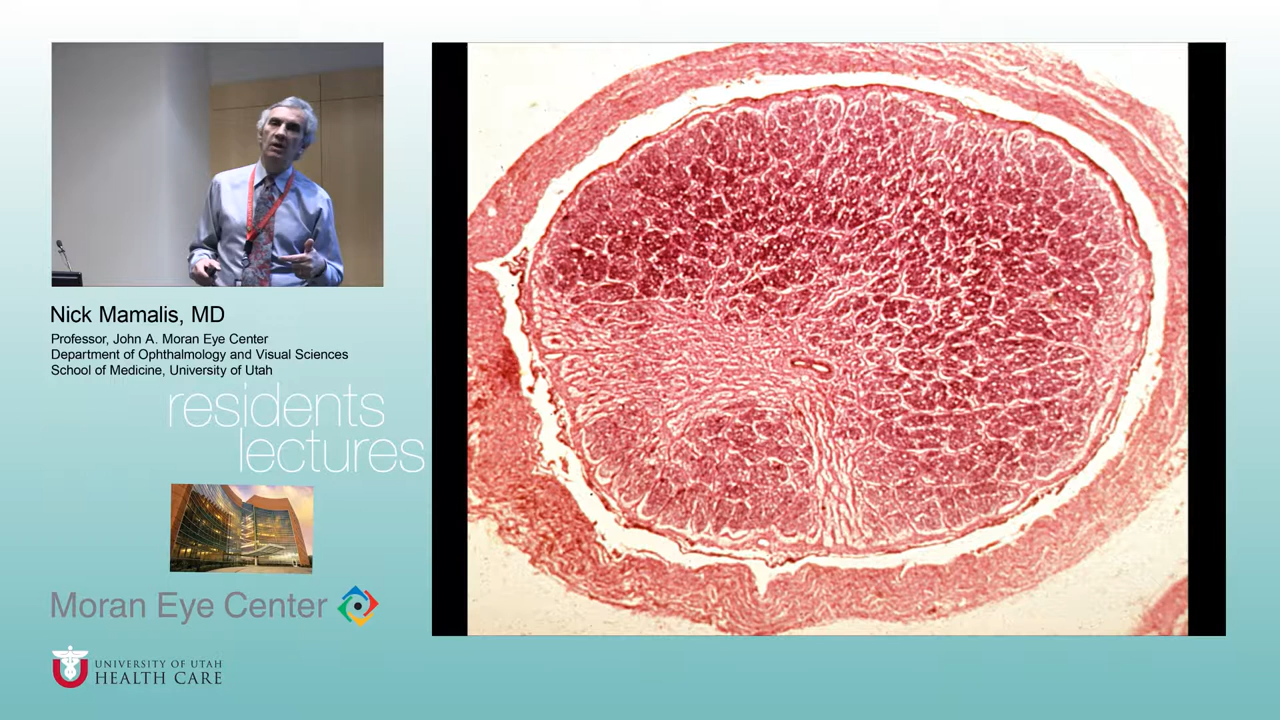 Nick Mamalis, MD
Professor, John A. Moran Eye Center
Department of Ophthalmology and Visual Sciences
School of Medicine, University of Utah
residents
lectures
Moran Eye Center
UNIVERSITY OF UTAH
HEALTH CARE